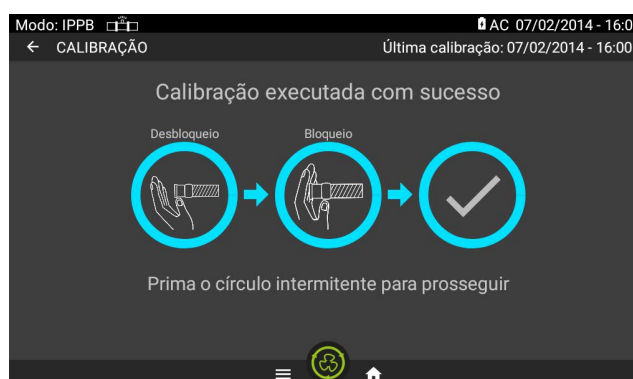 Modo: IPPB
AC 07/02/2014 - 16:0
CALIBRAÇÃO
Última calibração: 07/02/2014 - 16:00
Calibração executada com sucesso
Desbloqueio
Bloqueio
Prima o círculo intermitente para prosseguir